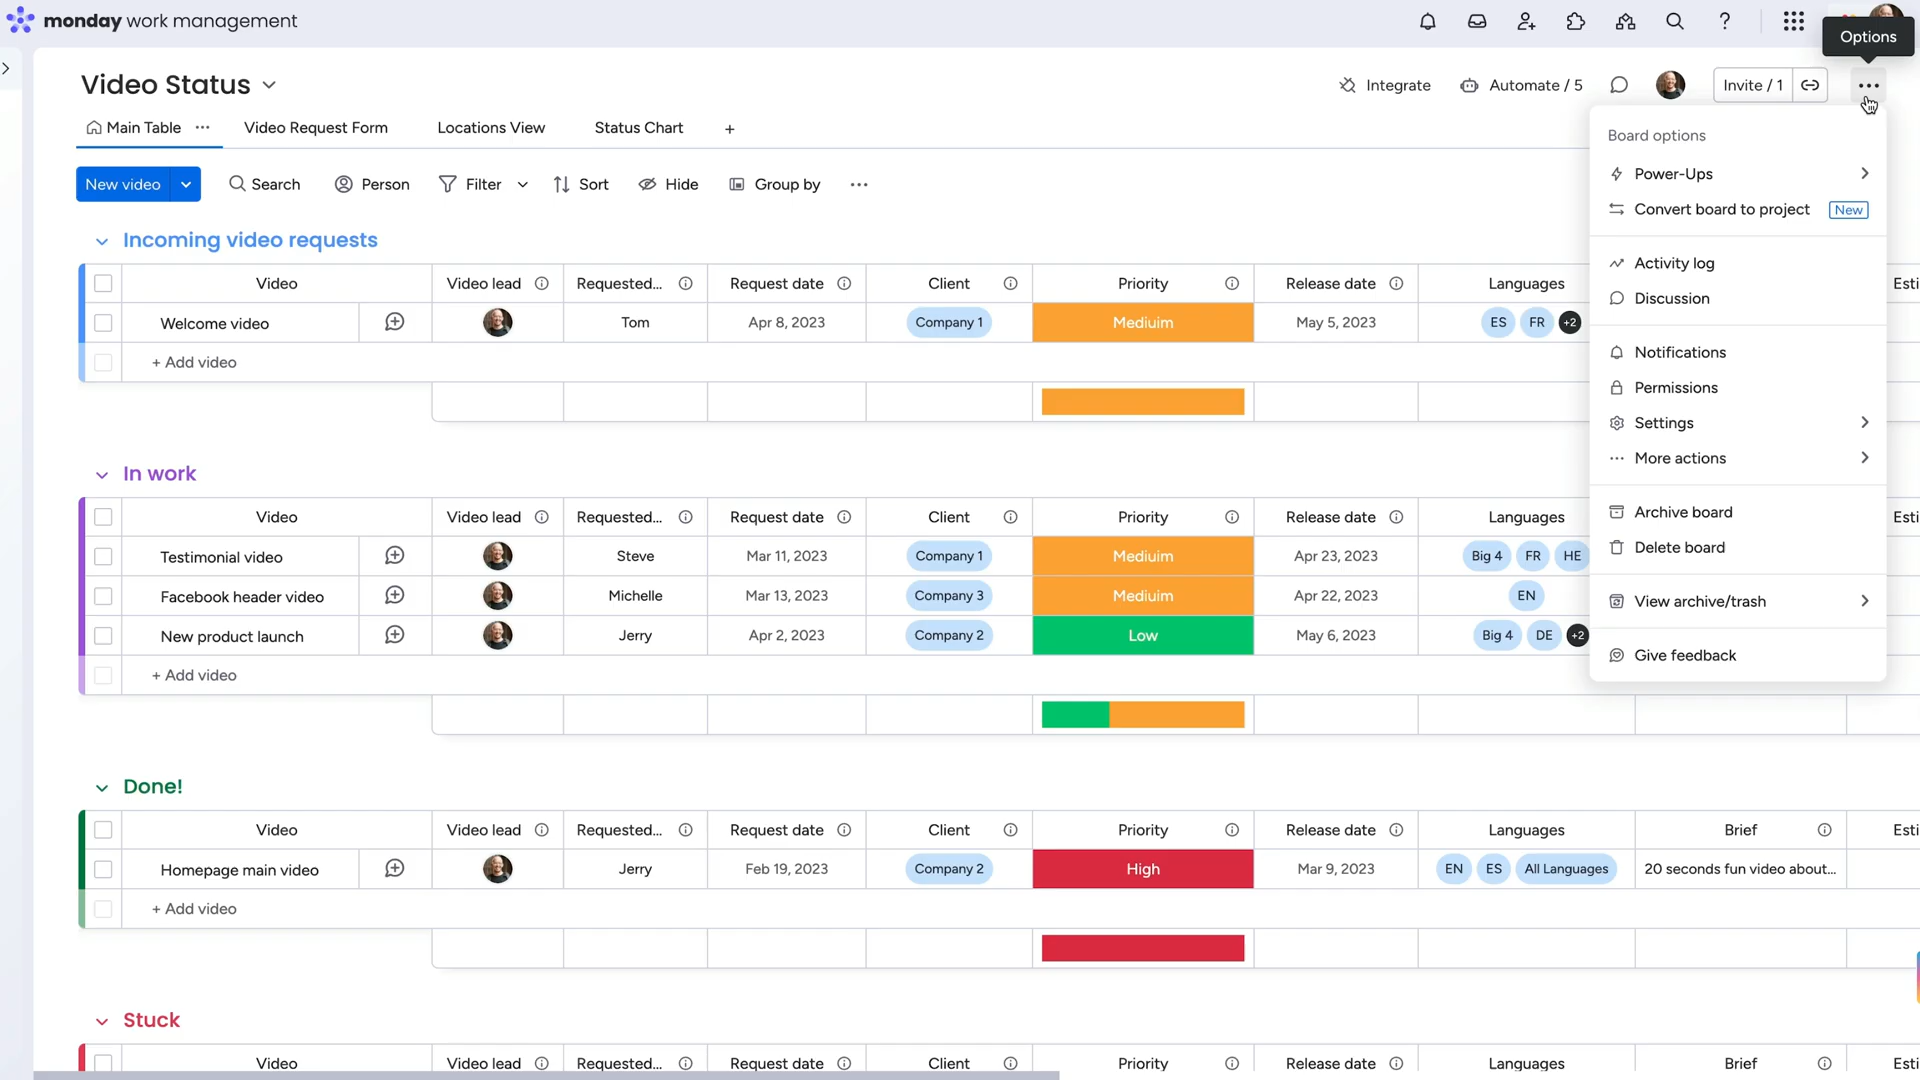 monday work management
Options
Video Status
Integrate
Automate / 5
Invite / 1
Main Table
Video Request Form
Locations View
Status Chart
+
New video
Search
Person
Filter
Sort
Hide
Group by
Board options
Power-Ups
Convert board to project New
Activity log
Discussion
Notifications
Permissions
Settings
More actions
Archive board
Delete board
View archive/trash
Give feedback
Incoming video requests
Video Video lead Requested... Request date Client Priority Release date Languages Esti
Welcome video Tom Apr 8, 2023 Company 1 Mediuim May 5, 2023 ES FR +2
+ Add video
In work
Video Video lead Requested... Request date Client Priority Release date Languages Esti
Testimonial video Steve Mar 11, 2023 Company 1 Mediuim Apr 23, 2023 Big 4 FR HE
Facebook header video Michelle Mar 13, 2023 Company 3 Mediuim Apr 22, 2023 EN
New product launch Jerry Apr 2, 2023 Company 2 Low May 6, 2023 Big 4 DE +2
+ Add video
Done!
Video Video lead Requested... Request date Client Priority Release date Languages Brief Esti
Homepage main video Jerry Feb 19, 2023 Company 2 High Mar 9, 2023 EN ES All Languages 20 seconds fun video about...
+ Add video
Stuck
Video Video lead Requested... Request date Client Priority Release date Languages Brief Esti